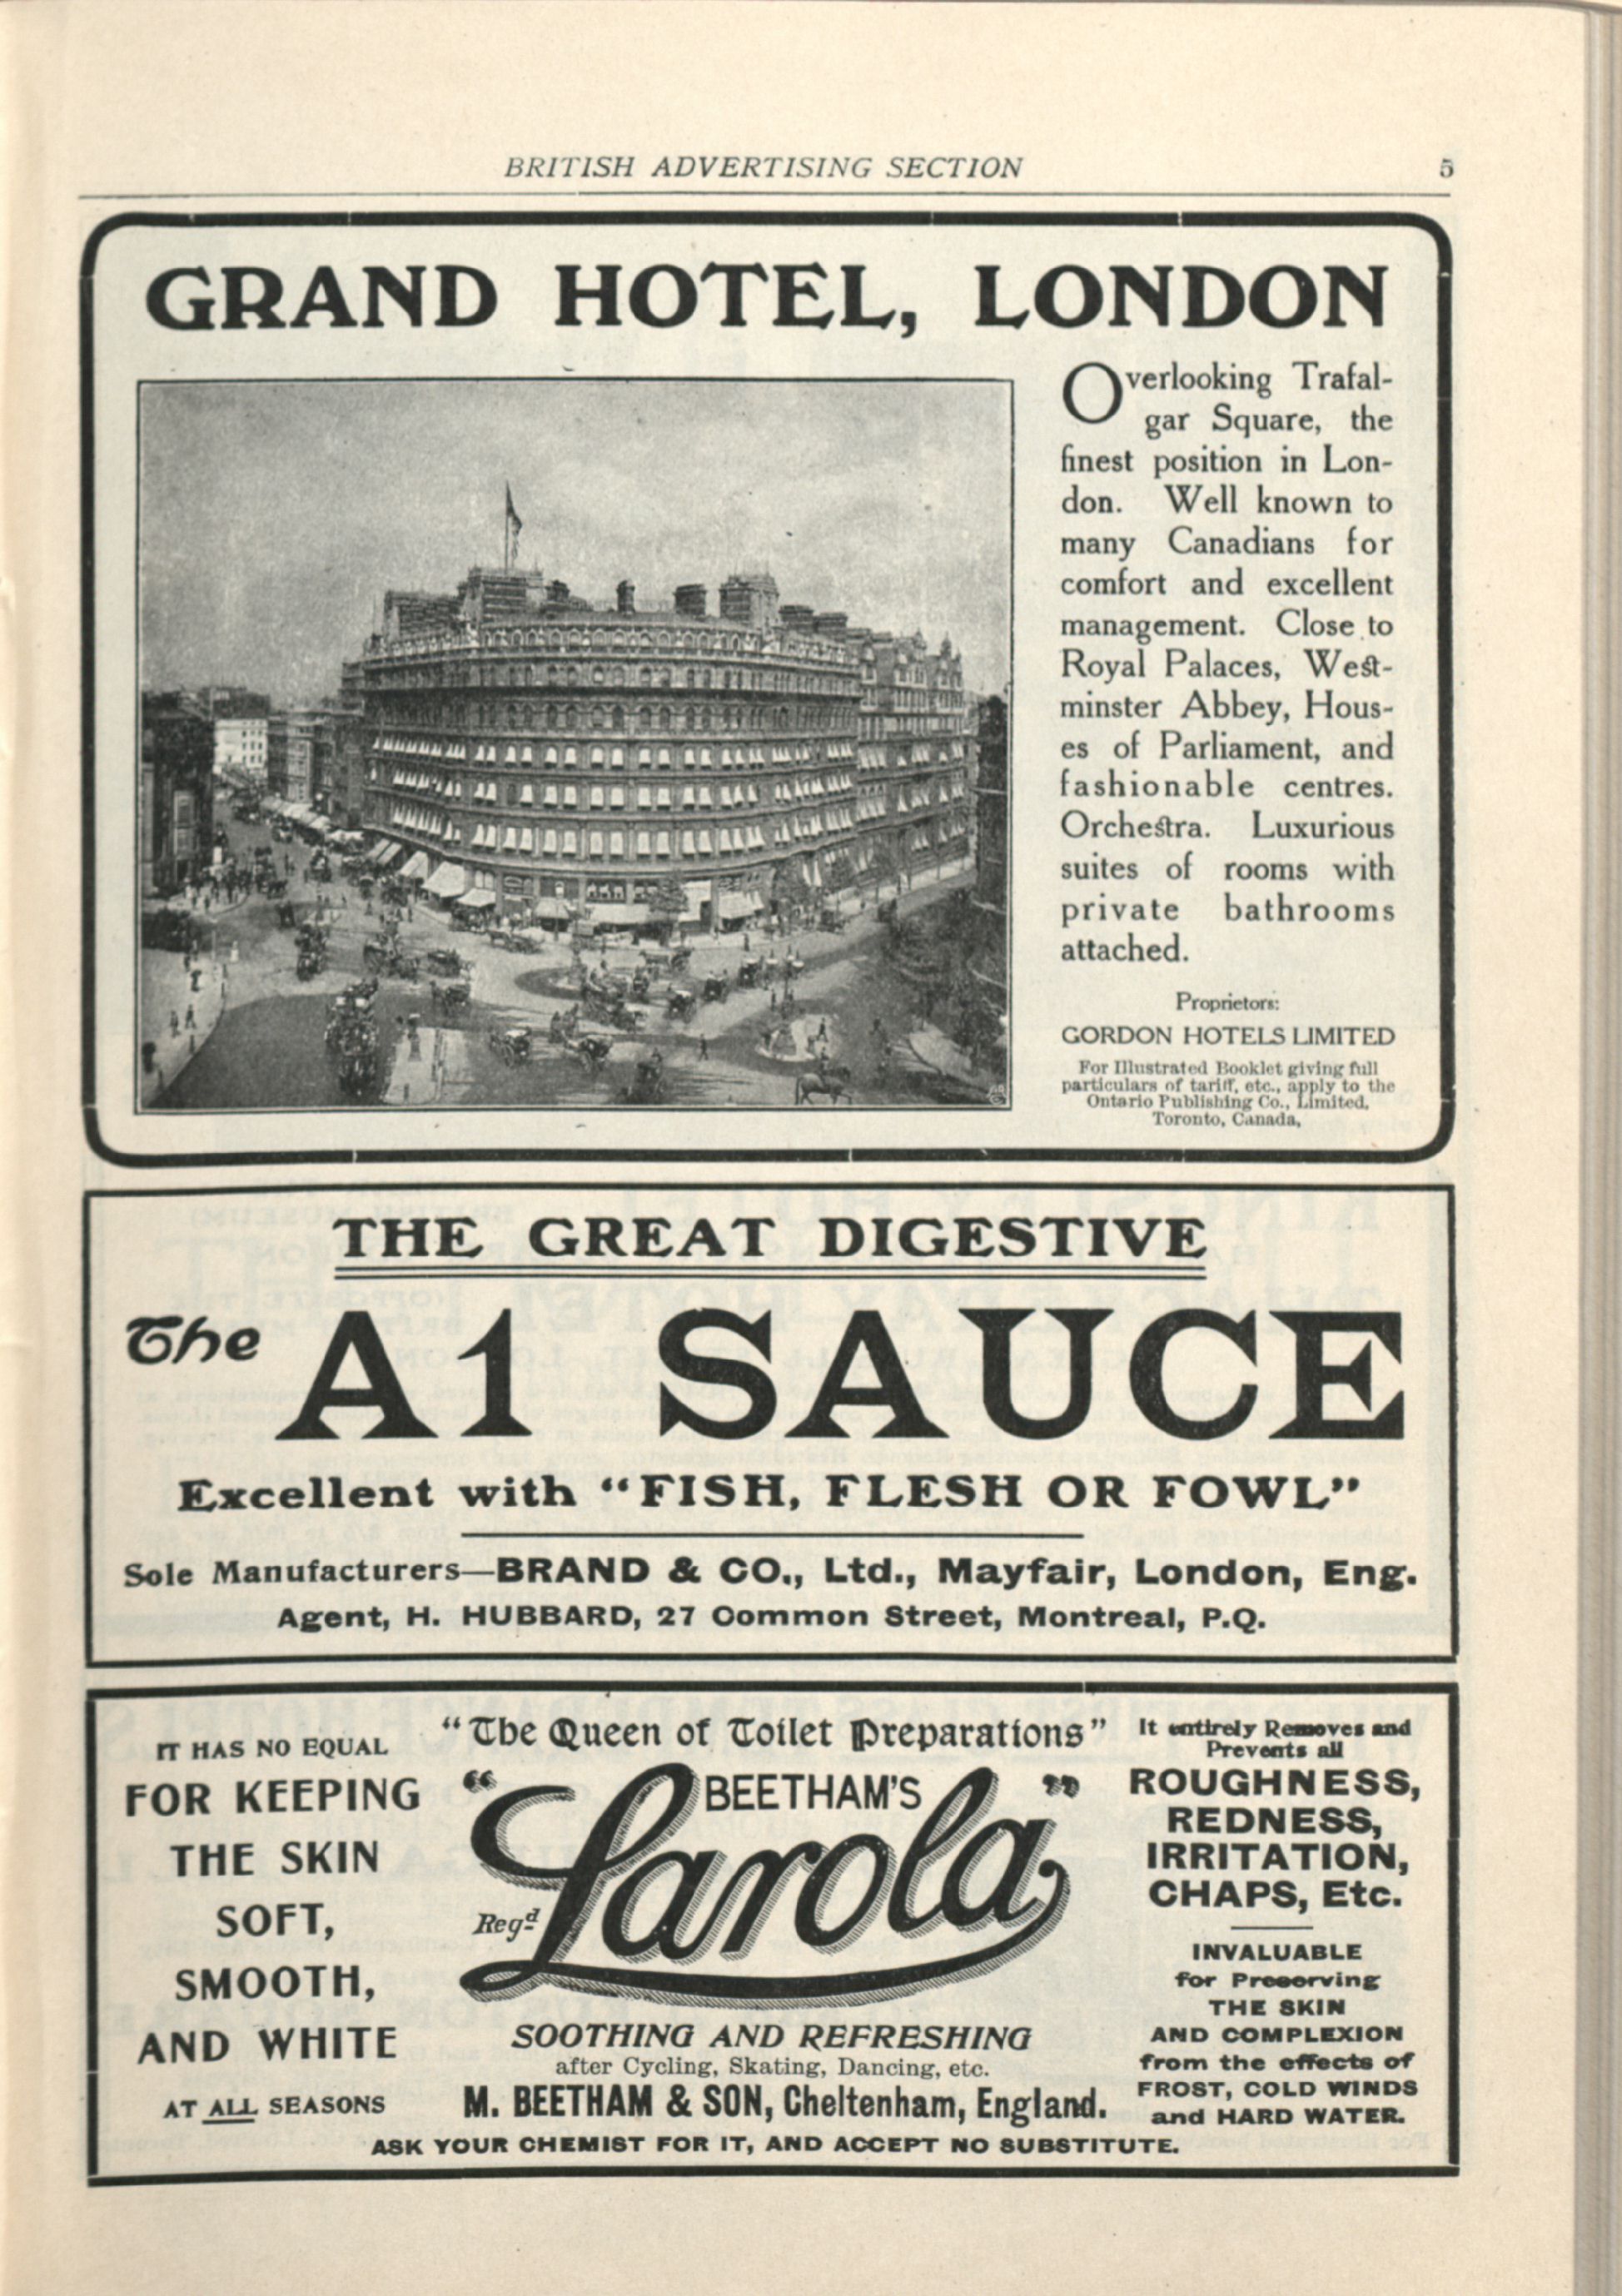 BRITISH ADVERTISING SECTION 5
GRAND HOTEL, LONDON
Overlooking Trafal-
gar Square, the
finest position in Lon-
don. Well known to
many Canadians for
comfort and excellent
management. Close to
Royal Palaces, West-
minster Abbey, Hous-
es of Parliament, and
fashionable centres.
Orchestra. Luxurious
suites of rooms with
private bathrooms
attached.
Proprietors:
GORDON HOTELS LIMITED
For Illustrated Booklet giving full
particulars of tariff, etc., apply to the
Ontario Publishing Co., Limited,
Toronto, Canada,
THE GREAT DIGESTIVE
The A1 SAUCE
Excellent with "FISH, FLESH OR FOWL"
Sole Manufacturers—BRAND & CO., Ltd., Mayfair, London, Eng.
Agent, H. HUBBARD, 27 Common Street, Montreal, P.Q.
IT HAS NO EQUAL
FOR KEEPING
THE SKIN
SOFT,
SMOOTH,
AND WHITE
AT ALL SEASONS
"The Queen of Toilet Preparations"
BEETHAM'S
"Larola"
Regd
SOOTHING AND REFRESHING
after Cycling, Skating, Dancing, etc.
M. BEETHAM & SON, Cheltenham, England.
It entirely Removes and
Prevents all
ROUGHNESS,
REDNESS,
IRRITATION,
CHAPS, Etc.
INVALUABLE
for Preserving
THE SKIN
AND COMPLEXION
from the effects of
FROST, COLD WINDS
and HARD WATER.
ASK YOUR CHEMIST FOR IT, AND ACCEPT NO SUBSTITUTE.